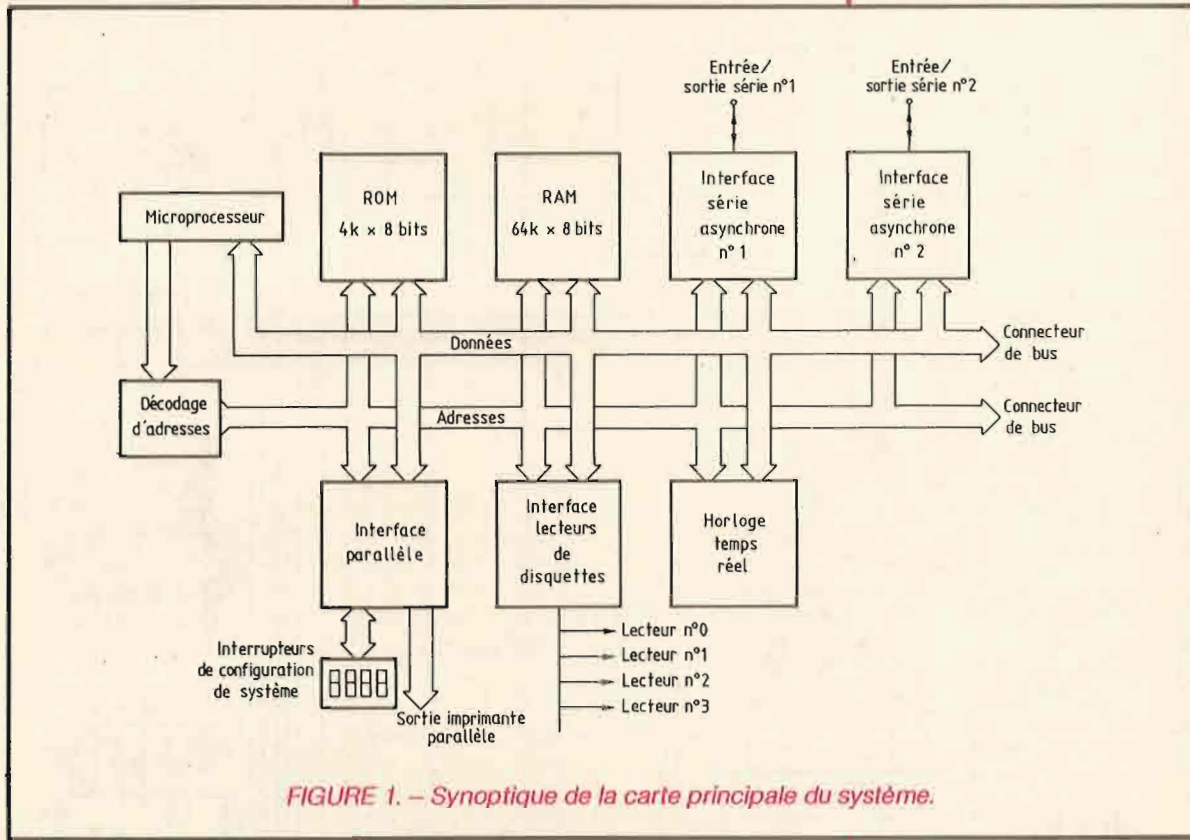 Entrée/
sortie série n°1
Entrée/
sortie série n°2
Microprocesseur
ROM
4k × 8 bits
RAM
64k × 8 bits
Interface
série
asynchrone
n° 1
Interface
série
asynchrone
n° 2
Données
Connecteur
de bus
Décodage
d'adresses
Adresses
Connecteur
de bus
Interface
parallèle
Interface
lecteurs
de
disquettes
Horloge
temps
réel
Interrupteurs
de configuration
de système
Sortie imprimante
parallèle
Lecteur n°0
Lecteur n°1
Lecteur n°2
Lecteur n°3
FIGURE 1. – Synoptique de la carte principale du système.